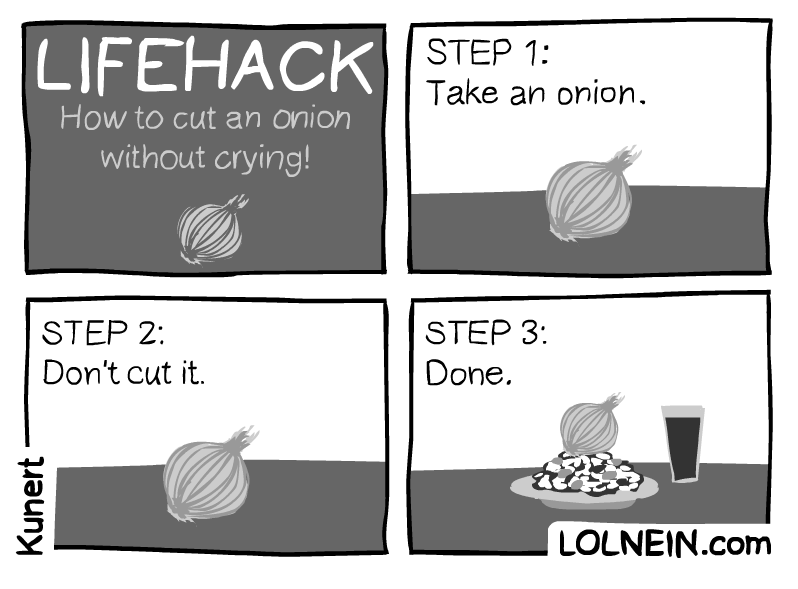 LIFEHACK
How to cut an onion
without crying!
STEP 1:
Take an onion.
STEP 2:
Don't cut it.
STEP 3:
Done.
Kunert
LOLNEIN.com